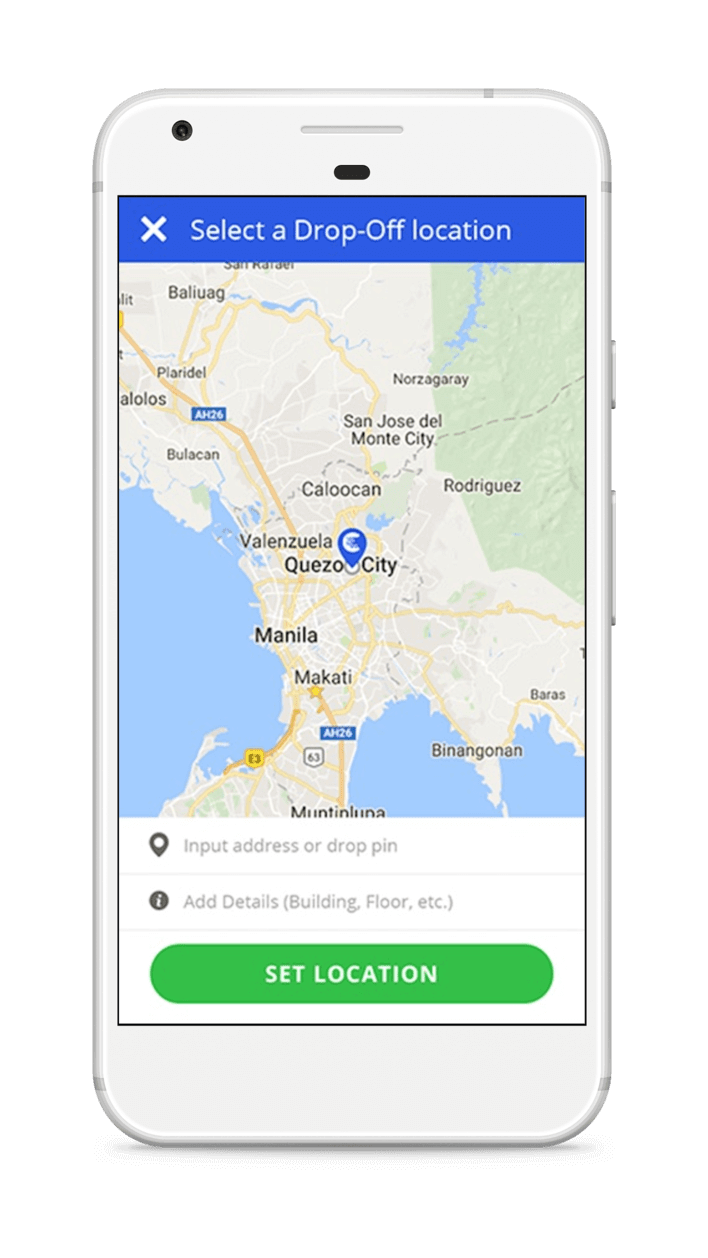 Select a Drop-Off location
San Rafael
Baliuag
Plaridel
Norzagaray
alolos
AH26
San Jose del
Monte City
Bulacan
Caloocan
Rodriguez
Valenzuela
Quezo City
Manila
Makati
Baras
AH26
Binangonan
E3
63
Muntinlupa
Input address or drop pin
Add Details (Building, Floor, etc.)
SET LOCATION